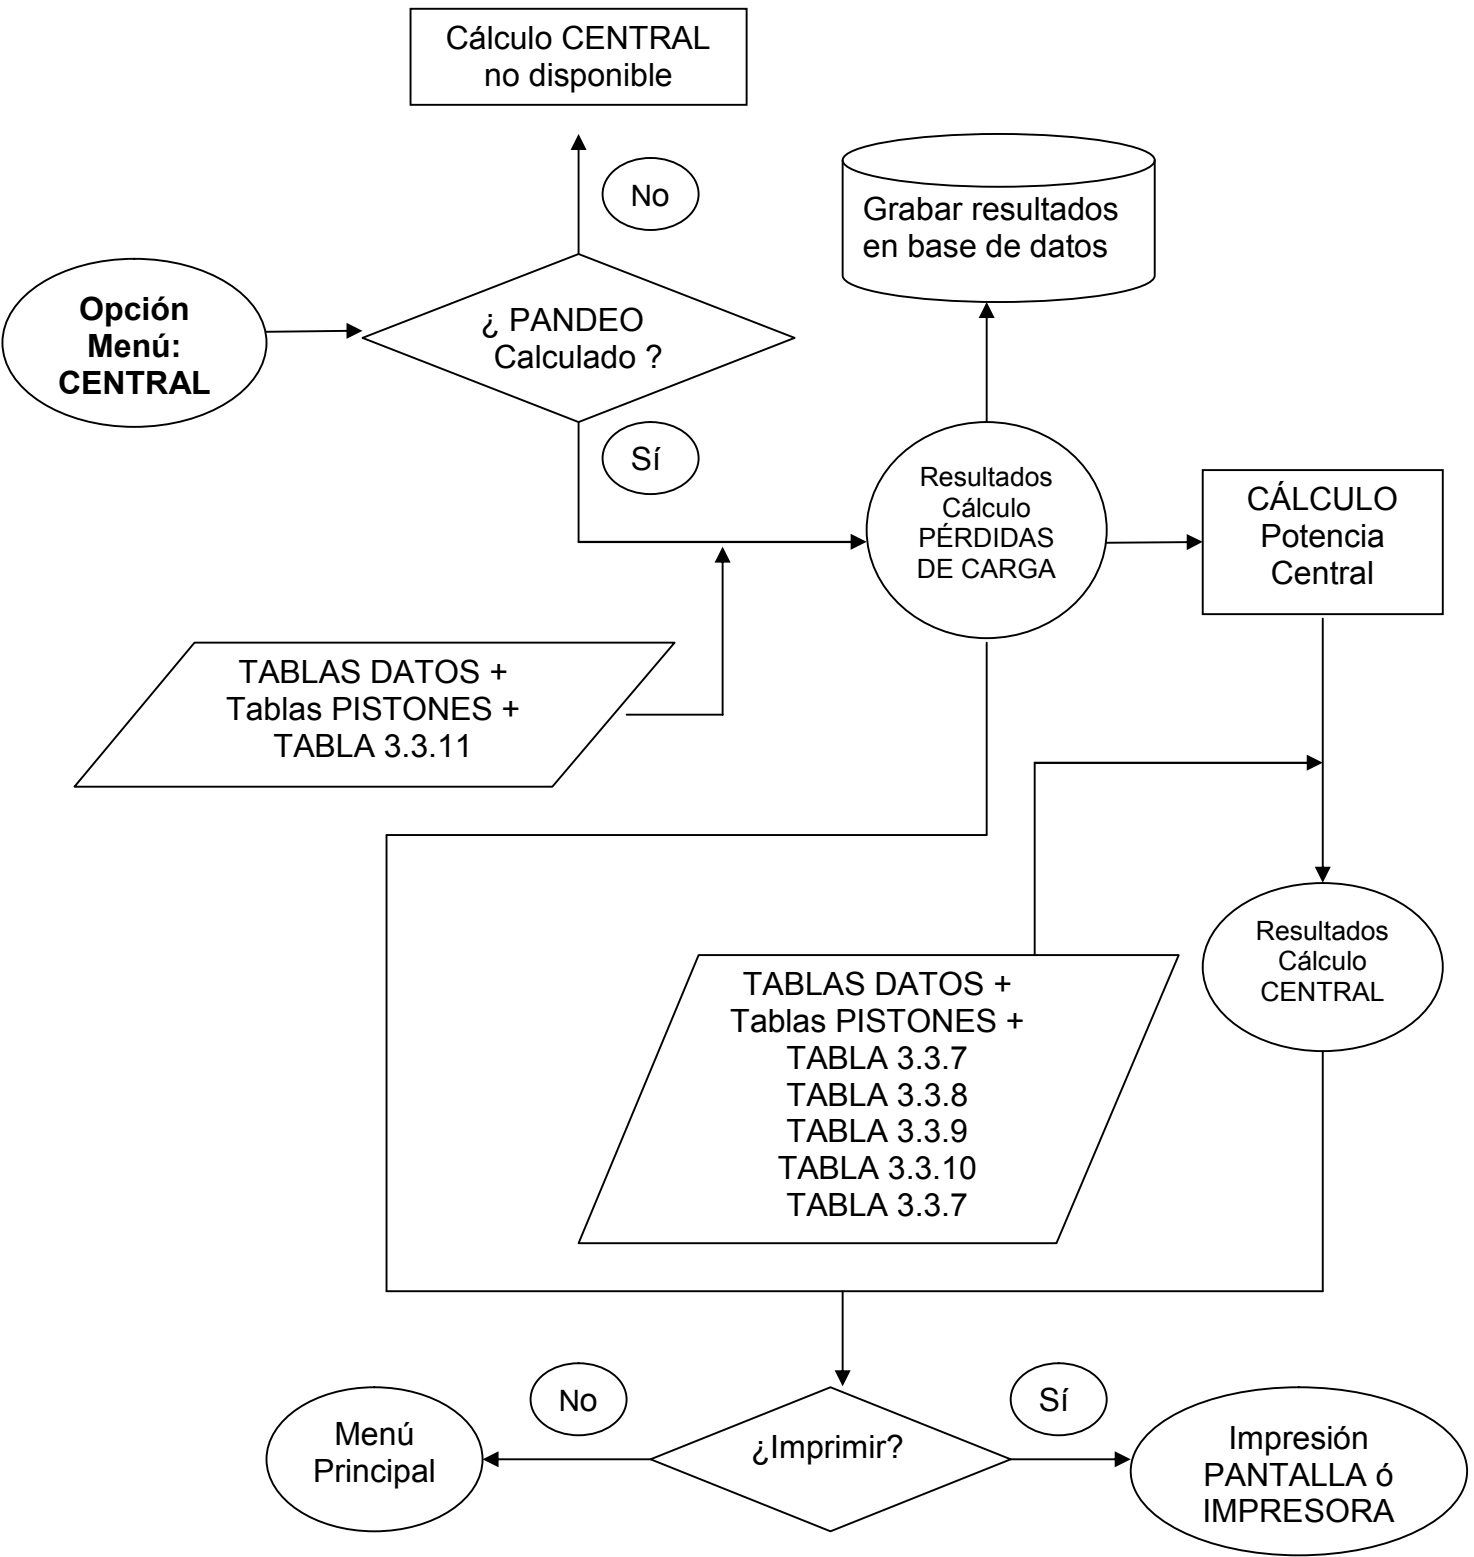 Cálculo CENTRAL
no disponible
No
Grabar resultados
en base de datos
Opción
Menú:
CENTRAL
¿ PANDEO
Calculado ?
Sí
Resultados
Cálculo
PÉRDIDAS
DE CARGA
CÁLCULO
Potencia
Central
TABLAS DATOS +
Tablas PISTONES +
TABLA 3.3.11
Resultados
Cálculo
CENTRAL
TABLAS DATOS +
Tablas PISTONES +
TABLA 3.3.7
TABLA 3.3.8
TABLA 3.3.9
TABLA 3.3.10
TABLA 3.3.7
Menú
Principal
No
¿Imprimir?
Sí
Impresión
PANTALLA ó
IMPRESORA